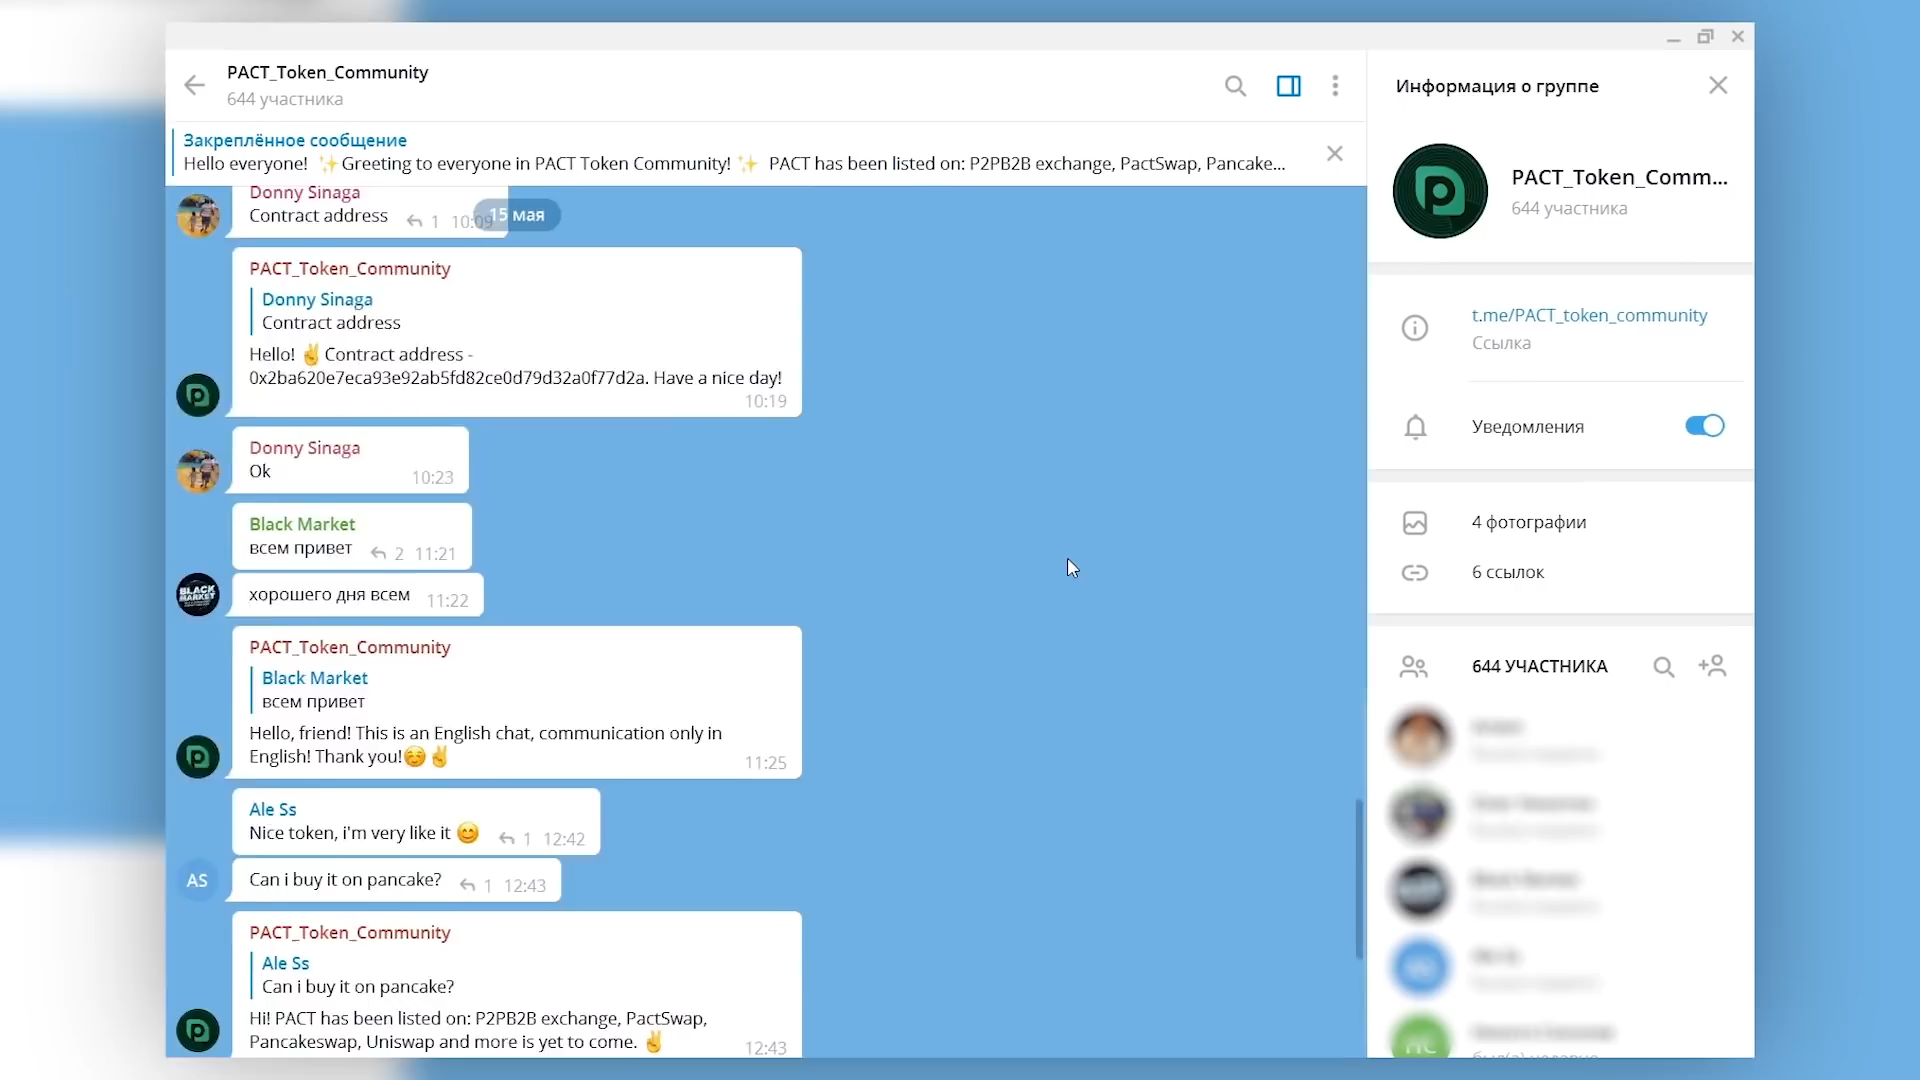 PACT_Token_Community
644 участника
Закреплённое сообщение
Hello everyone! ✨Greeting to everyone in PACT Token Community! ✨ PACT has been listed on: P2PB2B exchange, PactSwap, Pancake...
Donny Sinaga
Contract address 1 10:09
15 мая
PACT_Token_Community
Donny Sinaga
Contract address
Hello! ✌Contract address -
0x2ba620e7eca93e92ab5fd82ce0d79d32a0f77d2a. Have a nice day!
10:19
Donny Sinaga
Ok 10:23
Black Market
всем привет 2 11:21
BLACK
MARKET
хорошего дня всем 11:22
PACT_Token_Community
Black Market
всем привет
Hello, friend! This is an English chat, communication only in
English! Thank you!☺✌
11:25
Ale Ss
Nice token, i'm very like it 😊 1 12:42
AS
Can i buy it on pancake? 1 12:43
PACT_Token_Community
Ale Ss
Can i buy it on pancake?
Hi! PACT has been listed on: P2PB2B exchange, PactSwap,
Pancakeswap, Uniswap and more is yet to come. ✌
12:43
Информация о группе
PACT_Token_Comm...
644 участника
t.me/PACT_token_community
Ссылка
Уведомления
4 фотографии
6 ссылок
644 УЧАСТНИКА